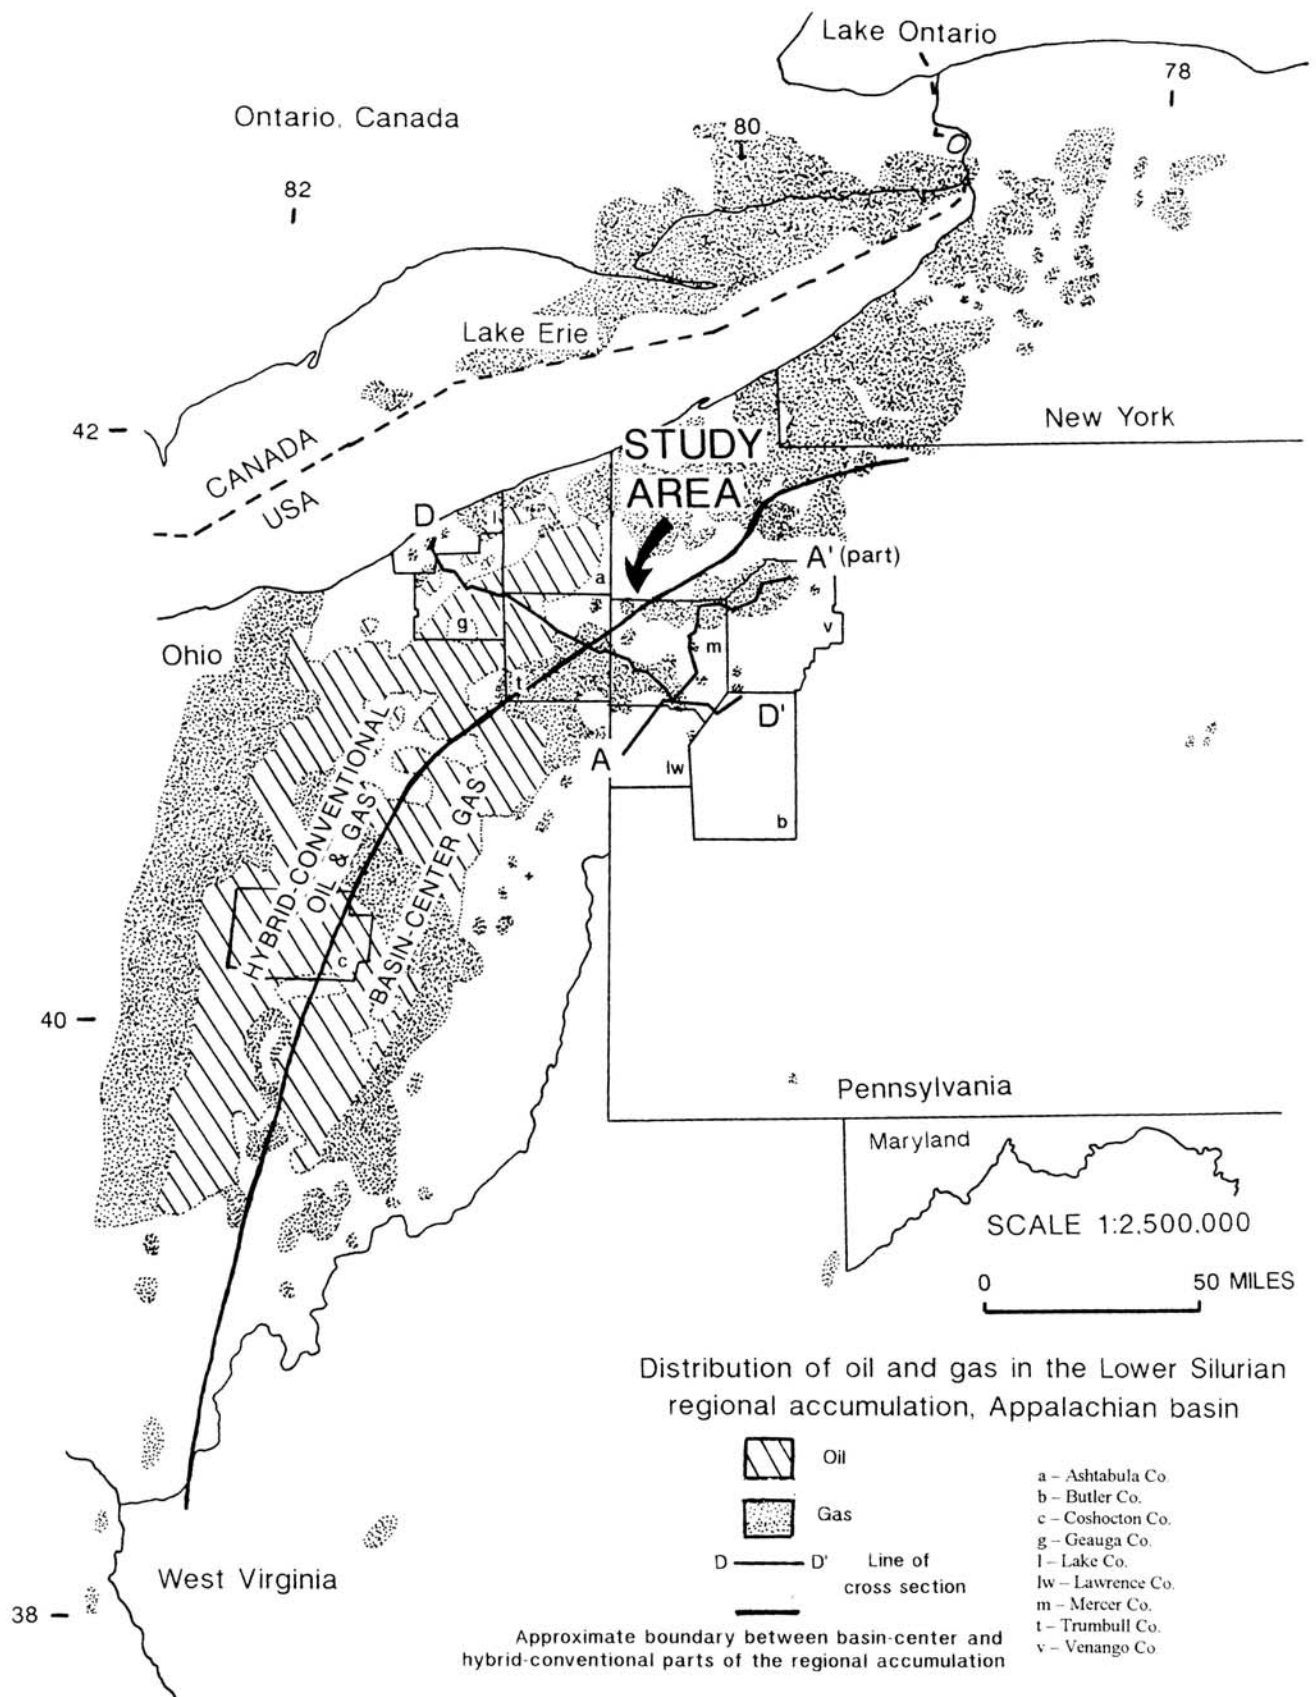 Lake Ontario
78
Ontario, Canada
80
82
Lake Erie
42
New York
CANADA
USA
STUDY
AREA
D
l
A' (part)
a
g
v
Ohio
m
t
D'
A
lw
b
HYBRID-CONVENTIONAL
OIL & GAS
BASIN-CENTER GAS
c
40
Pennsylvania
Maryland
SCALE 1:2,500,000
0 50 MILES
Distribution of oil and gas in the Lower Silurian
regional accumulation, Appalachian basin
Oil
Gas
D D' Line of
cross section
Approximate boundary between basin-center and
hybrid-conventional parts of the regional accumulation
a – Ashtabula Co.
b – Butler Co.
c – Coshocton Co.
g – Geauga Co.
l – Lake Co.
lw – Lawrence Co.
m – Mercer Co.
t – Trumbull Co.
v – Venango Co
West Virginia
38